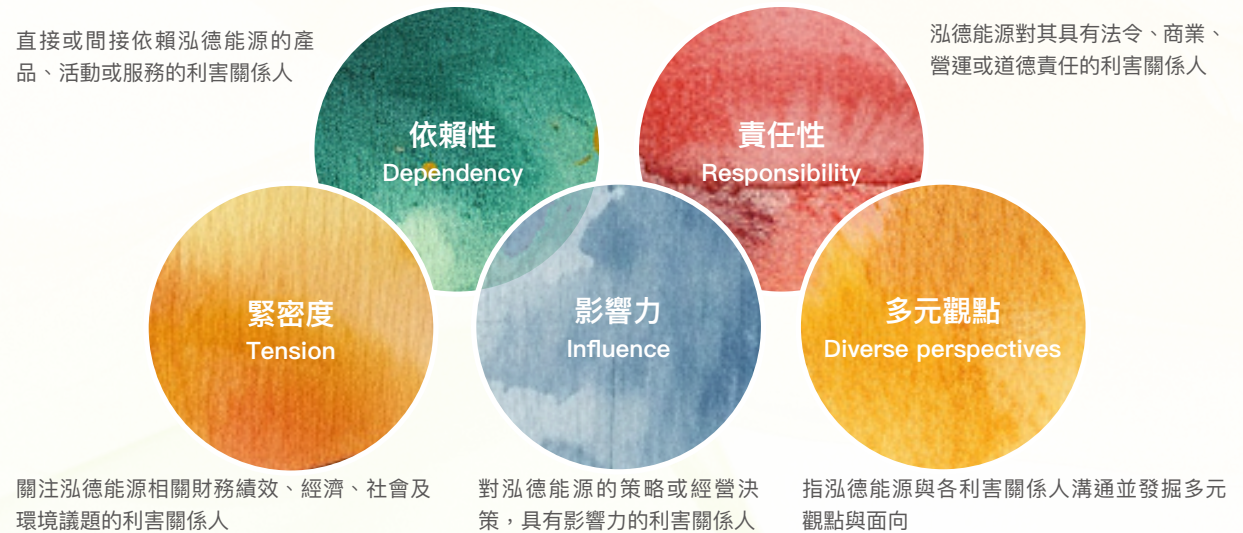 直接或間接依賴泓德能源的產
品、活動或服務的利害關係人
依賴性
Dependency
責任性
Responsibility
泓德能源對其具有法令、商業、
營運或道德責任的利害關係人
緊密度
Tension
關注泓德能源相關財務績效、經濟、社會及
環境議題的利害關係人
影響力
Influence
對泓德能源的策略或經營決
策，具有影響力的利害關係人
多元觀點
Diverse perspectives
指泓德能源與各利害關係人溝通並發掘多元
觀點與面向